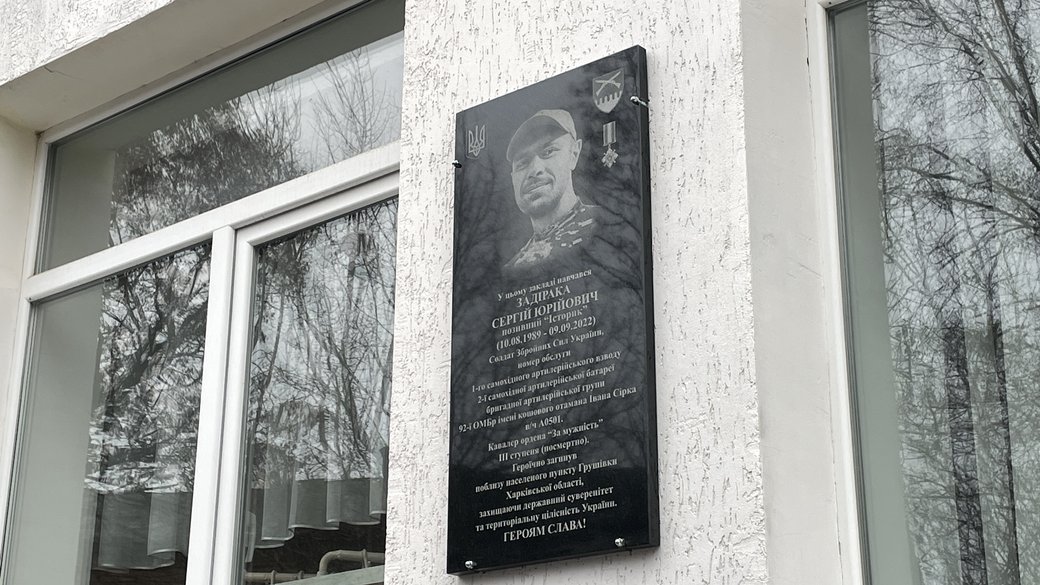 У цьому закладі навчався
ЗАДІРАКА
СЕРГІЙ ЮРІЙОВИЧ
позивний "Історик"
(10.08.1989 - 09.09.2022)
Солдат Збройних Сил України,
номер обслуги
1-го самохідного артилерійського взводу
2-ї самохідної артилерійської батареї
бригадної артилерійської групи
92-ї ОМБр імені кошового отамана Івана Сірка
в/ч А0501.
Кавалер ордена "За мужність"
ІІІ ступеня (посмертно).
Героїчно загинув
поблизу населеного пункту Грушівки
Харківської області,
захищаючи державний суверенітет
та територіальну цілісність України.
ГЕРОЯМ СЛАВА!